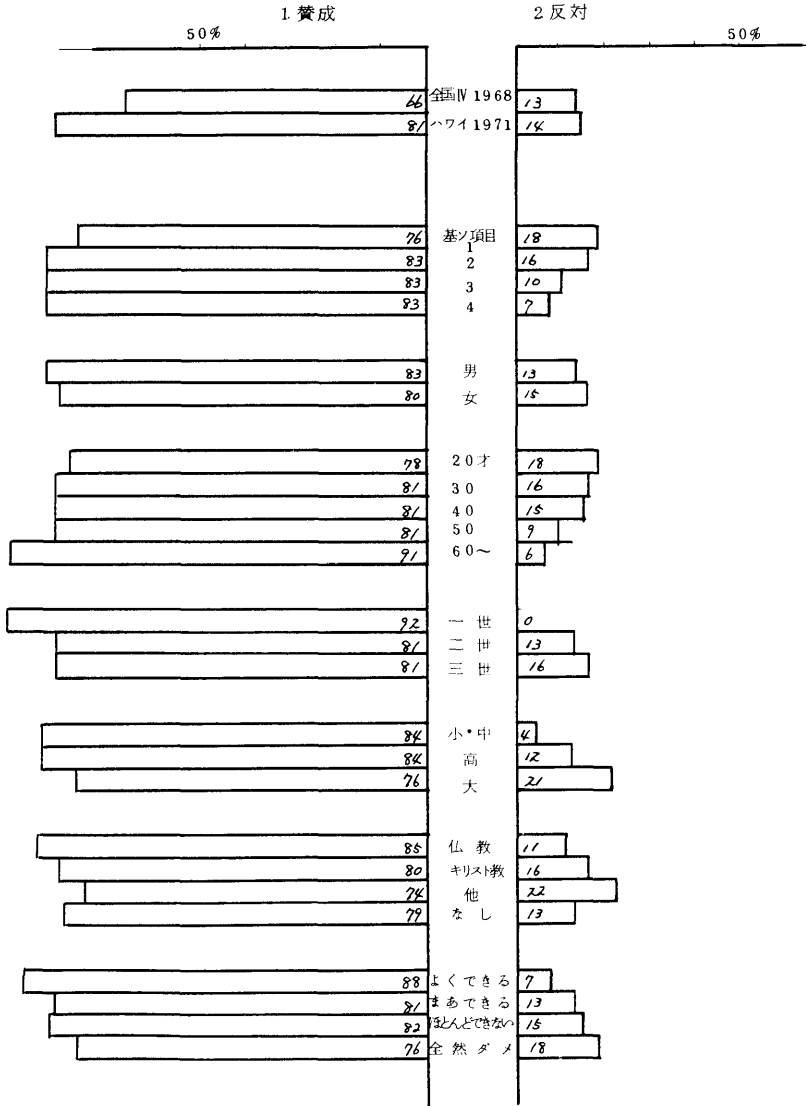 1. 賛成 2 反対
50% 50%
66 全国Ⅳ 1968 13
81 ハワイ 1971 14
76 基ソ項目 1 18
83 2 16
83 3 10
83 4 7
83 男 13
80 女 15
78 20才 18
81 30 16
81 40 15
81 50 9
91 60〜 6
92 一世 0
81 二世 13
81 三世 16
84 小・中 4
84 高 12
76 大 21
85 仏教 11
80 キリスト教 16
74 他 22
79 なし 13
88 よくできる 7
81 まあできる 13
82 ほとんどできない 15
76 全然ダメ 18